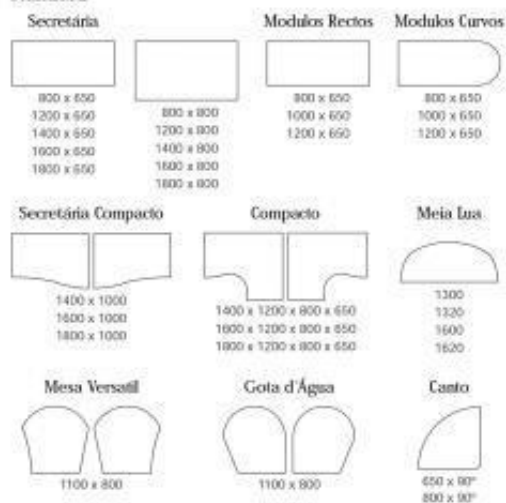 Secretária
Modulos Rectos
Modulos Curvos
800 x 650
1200 x 650
1400 x 650
1600 x 650
1800 x 650
800 x 800
1200 x 800
1400 x 800
1600 x 800
1800 x 800
800 x 650
1000 x 650
1200 x 650
800 x 650
1000 x 650
1200 x 650
Secretária Compacto
Compacto
Meia Lua
1400 x 1000
1600 x 1000
1800 x 1000
1400 x 1200 x 800 x 650
1600 x 1200 x 800 x 650
1800 x 1200 x 800 x 650
1300
1320
1600
1620
Mesa Versatil
Gota d'Água
Canto
1100 x 800
1100 x 800
650 x 90º
800 x 90º